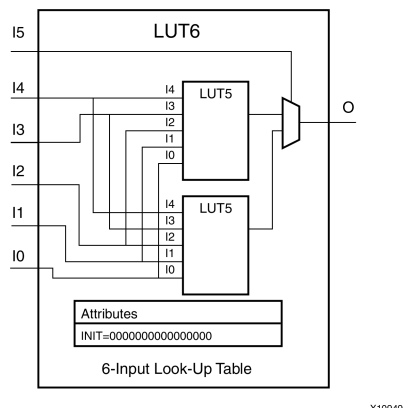 LUT6
I5
I4
I3
I2
I1
I0
I4
I3
I2
I1
I0
LUT5
O
I4
I3
I2
I1
I0
LUT5
Attributes
INIT=0000000000000000
6-Input Look-Up Table